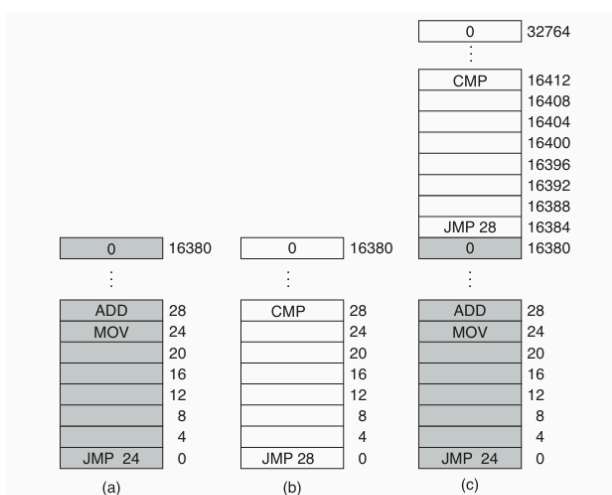 0 32764
⋮
CMP 16412
16408
16404
16400
16396
16392
16388
JMP 28 16384
0 16380 0 16380 0 16380
⋮ ⋮ ⋮
ADD 28 CMP 28 ADD 28
MOV 24 24 MOV 24
20 20 20
16 16 16
12 12 12
8 8 8
4 4 4
JMP 24 0 JMP 28 0 JMP 24 0
(a) (b) (c)